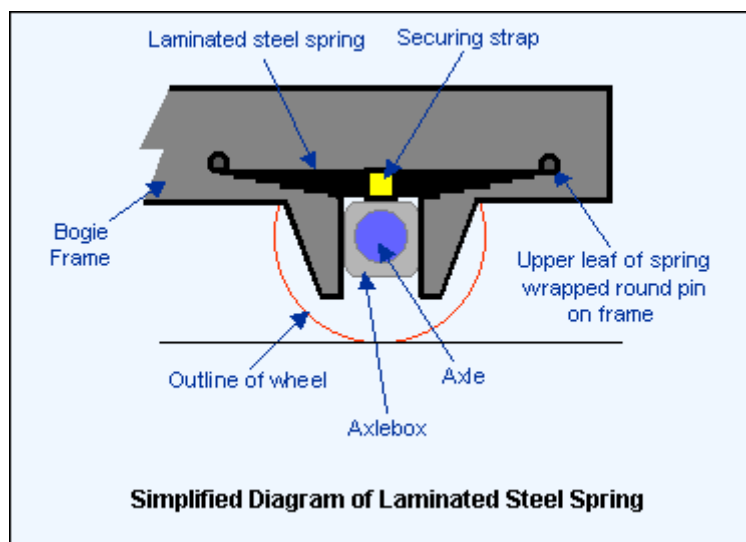 Laminated steel spring
Securing strap
Bogie
Frame
Upper leaf of spring
wrapped round pin
on frame
Outline of wheel
Axle
Axlebox
Simplified Diagram of Laminated Steel Spring